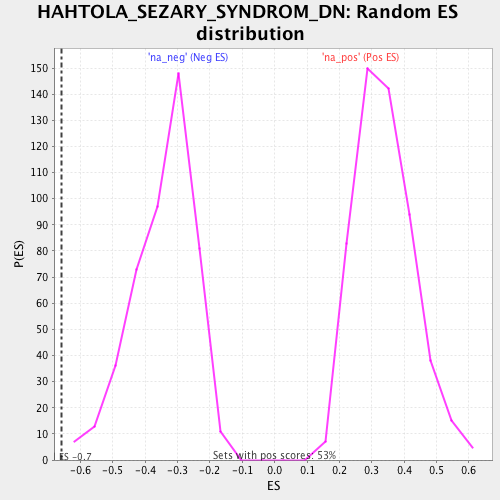 HAHTOLA_SEZARY_SYNDROM_DN: Random ES
distribution
'na_neg' (Neg ES)
'na_pos' (Pos ES)
150
140
130
120
110
100
90
80
70
60
50
40
30
20
10
0
P(ES)
ES -0.7
Sets with pos scores: 53%
-0.6 -0.5 -0.4 -0.3 -0.2 -0.1 0.0 0.1 0.2 0.3 0.4 0.5 0.6
ES